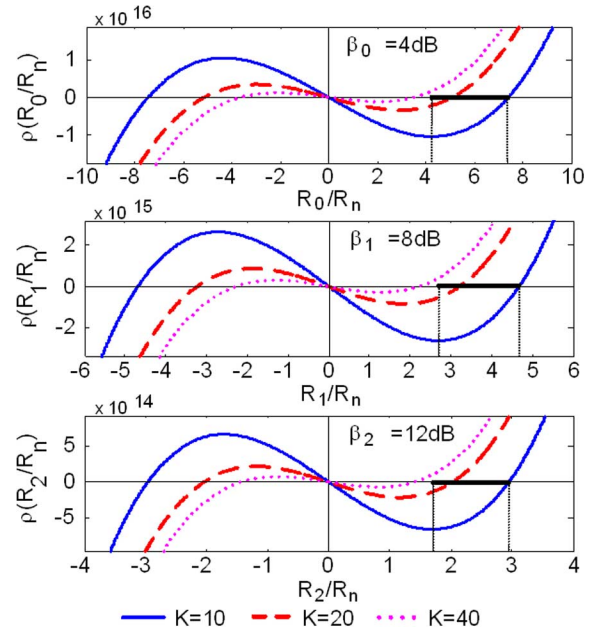 x 10 16
ρ(R0/Rn)
1
0
-1
β0 =4dB
-10 -8 -6 -4 -2 0 2 4 6 8 10
R0/Rn
x 10 15
ρ(R1/Rn)
2
0
-2
β1 =8dB
-6 -5 -4 -3 -2 -1 0 1 2 3 4 5 6
R1/Rn
x 10 14
ρ(R2/Rn)
5
0
-5
β2 =12dB
-4 -3 -2 -1 0 1 2 3 4
R2/Rn
K=10 K=20 K=40